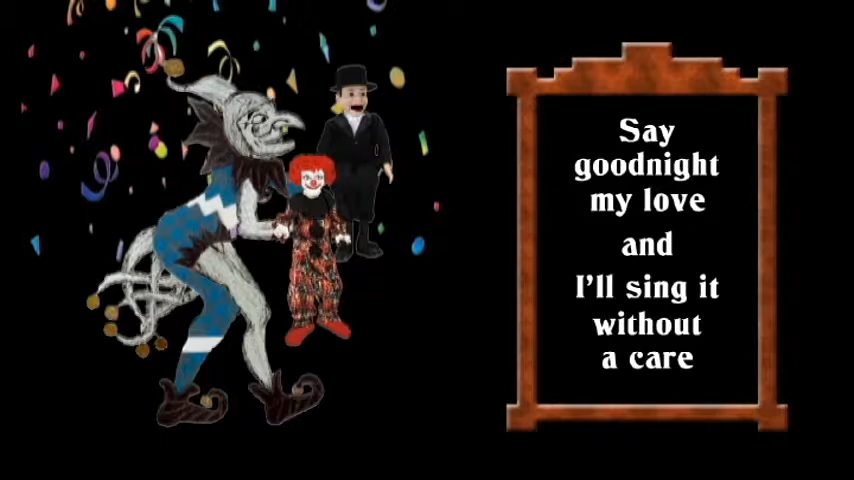 Say
goodnight
my love
and
I'll sing it
without
a care